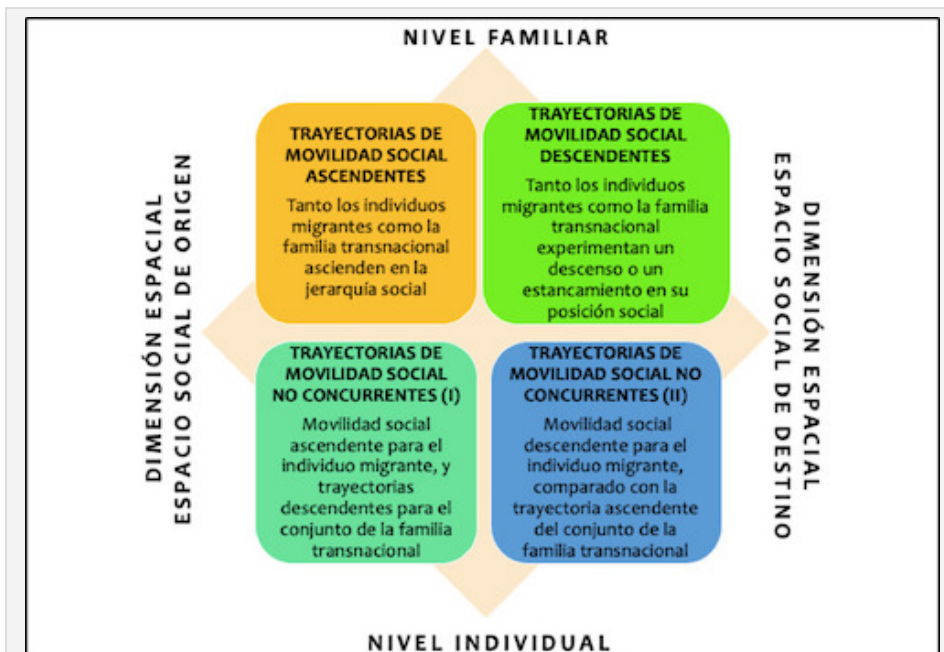 NIVEL FAMILIAR
DIMENSIÓN ESPACIAL
ESPACIO SOCIAL DE ORIGEN
TRAYECTORIAS DE
MOVILIDAD SOCIAL
ASCENDENTES
Tanto los individuos
migrantes como la
familia transnacional
ascienden en la
jerarquía social
TRAYECTORIAS DE
MOVILIDAD SOCIAL
DESCENDENTES
Tanto los individuos
migrantes como la familia
transnacional
experimentan un
descenso o un
estancamiento en su
posición social
TRAYECTORIAS DE
MOVILIDAD SOCIAL
NO CONCURRENTES (I)
Movilidad social
ascendente para el
individuo migrante, y
trayectorias
descendentes para el
conjunto de la familia
transnacional
TRAYECTORIAS DE
MOVILIDAD SOCIAL NO
CONCURRENTES (II)
Movilidad social
descendente para el
individuo migrante,
comparado con la
trayectoria ascendente
del conjunto de la
familia transnacional
DIMENSIÓN ESPACIAL
ESPACIO SOCIAL DE DESTINO
NIVEL INDIVIDUAL